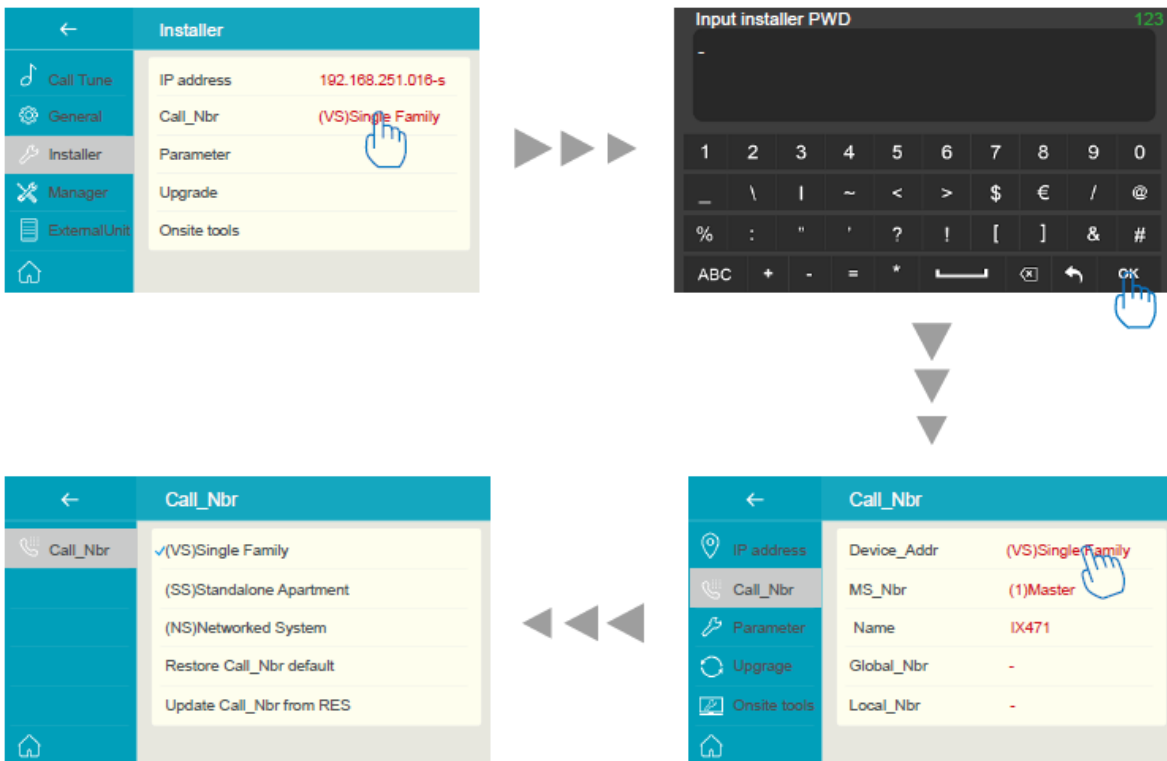 ← Installer
Call Tune
General
Installer
Manager
ExternalUnit
IP address 192.168.251.016-s
Call_Nbr (VS)Single Family
Parameter
Upgrade
Onsite tools
Input installer PWD 123
-
1 2 3 4 5 6 7 8 9 0
_ \ | ~ < > $ € / @
% : " ' ? ! [ ] & #
ABC + - = * OK
← Call_Nbr
Call_Nbr
✓(VS)Single Family
(SS)Standalone Apartment
(NS)Networked System
Restore Call_Nbr default
Update Call_Nbr from RES
← Call_Nbr
IP address
Call_Nbr
Parameter
Upgrage
Onsite tools
Device_Addr (VS)Single Family
MS_Nbr (1)Master
Name IX471
Global_Nbr -
Local_Nbr -